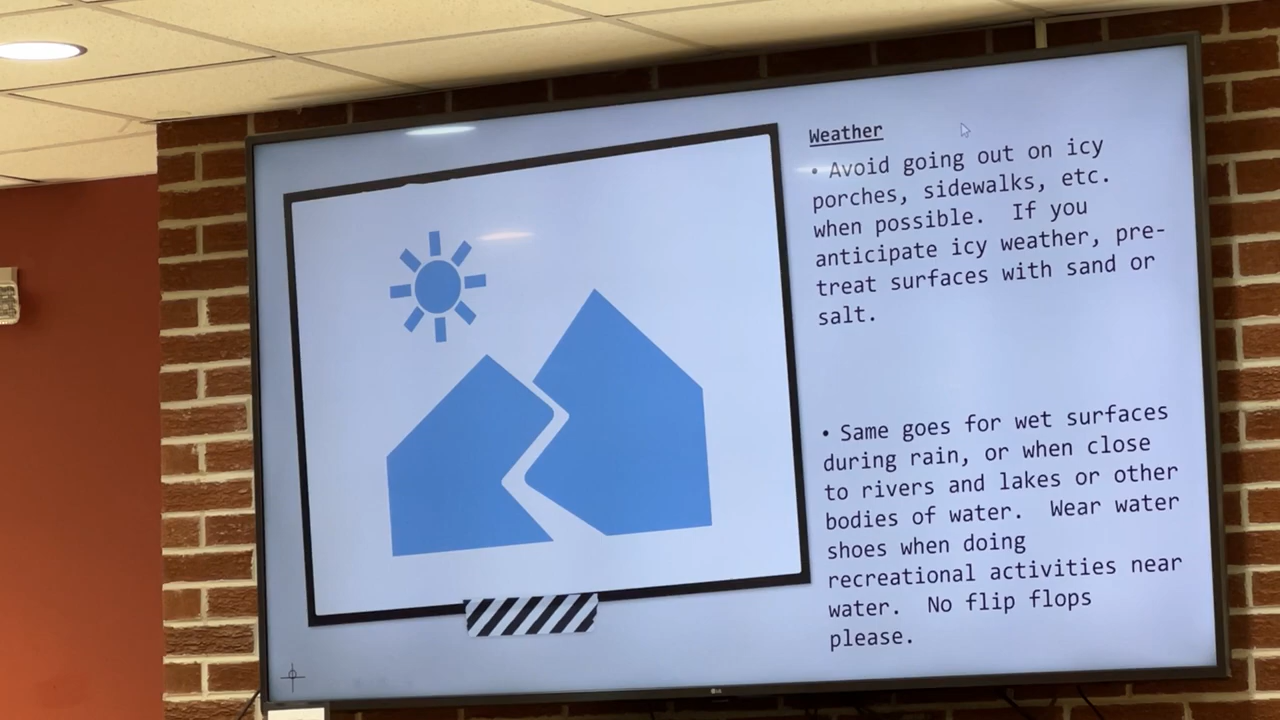 Weather
• Avoid going out on icy
porches, sidewalks, etc.
when possible.  If you
anticipate icy weather, pre-
treat surfaces with sand or
salt.
• Same goes for wet surfaces
during rain, or when close
to rivers and lakes or other
bodies of water.  Wear water
shoes when doing
recreational activities near
water.  No flip flops
please.
LG